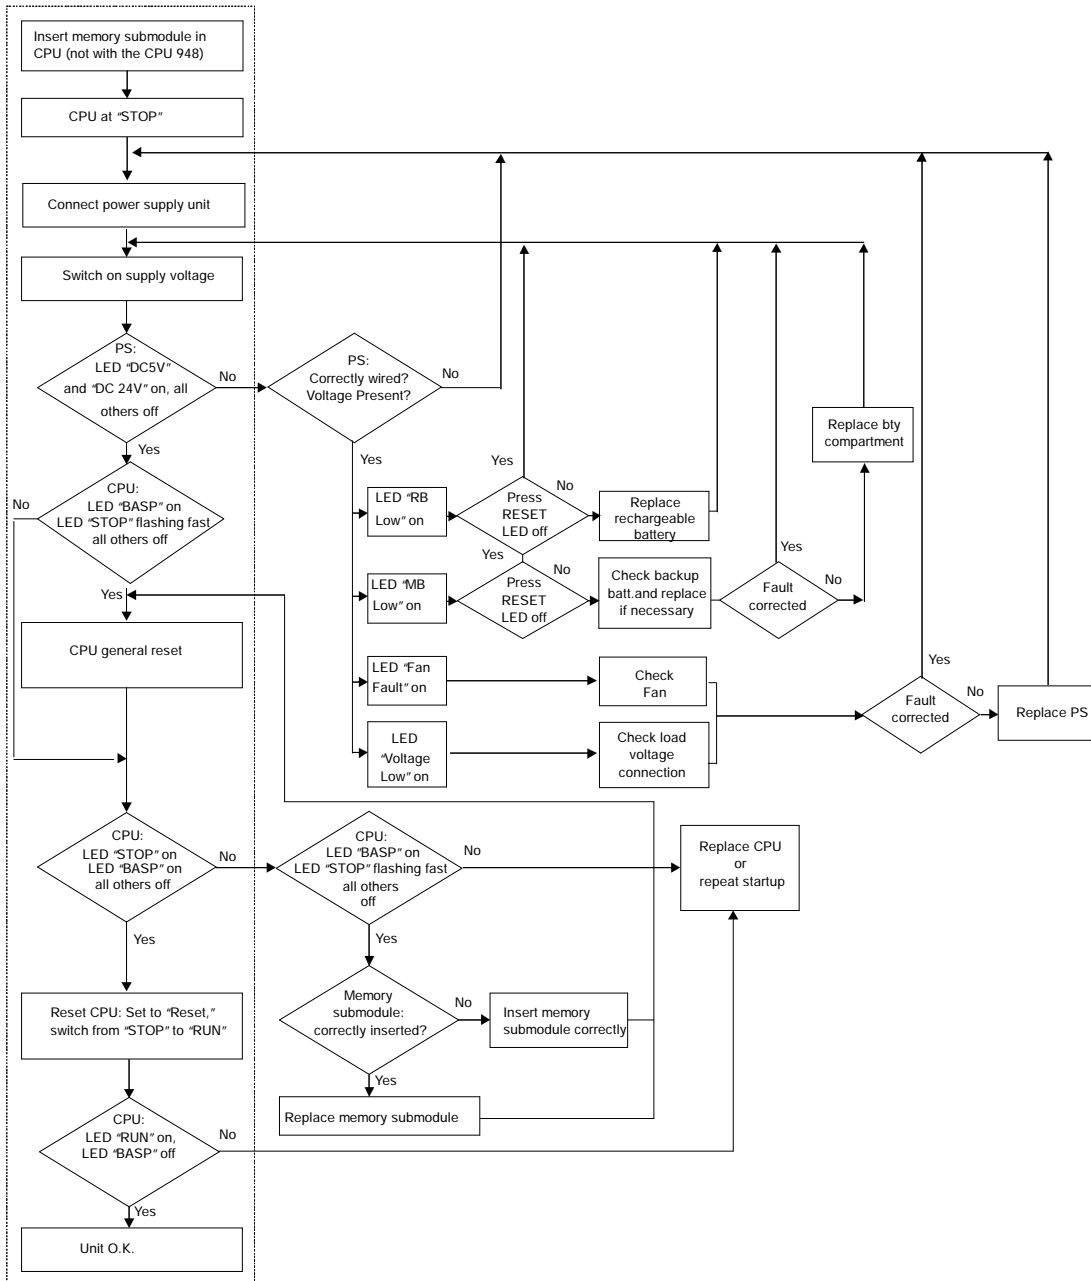 Insert memory submodule in
CPU (not with the CPU 948)
CPU at "STOP"
Connect power supply unit
Switch on supply voltage
PS:
LED "DC5V"
and "DC 24V" on, all
others off
No
Yes
PS:
Correctly wired?
Voltage Present?
No
Yes
CPU:
LED "BASP" on
LED "STOP" flashing fast
all others off
No
Yes
LED "RB
Low" on
Yes
Press
RESET
LED off
No
Replace
rechargeable
battery
LED "MB
Low" on
Yes
Press
RESET
LED off
No
Check backup
batt.and replace
if necessary
Yes
Fault
corrected
No
Replace bty
compartment
CPU general reset
LED "Fan
Fault" on
Check
Fan
LED
"Voltage
Low" on
Check load
voltage
connection
Yes
Fault
corrected
No
Replace PS
CPU:
LED "STOP" on
LED "BASP" on
all others off
No
Yes
CPU:
LED "BASP" on
LED "STOP" flashing fast
all others
off
No
Yes
Replace CPU
or
repeat startup
Reset CPU: Set to "Reset,"
switch from "STOP" to "RUN"
Memory
submodule:
correctly inserted?
No
Insert memory
submodule correctly
Yes
Replace memory submodule
CPU:
LED "RUN" on,
LED "BASP" off
No
Yes
Unit O.K.